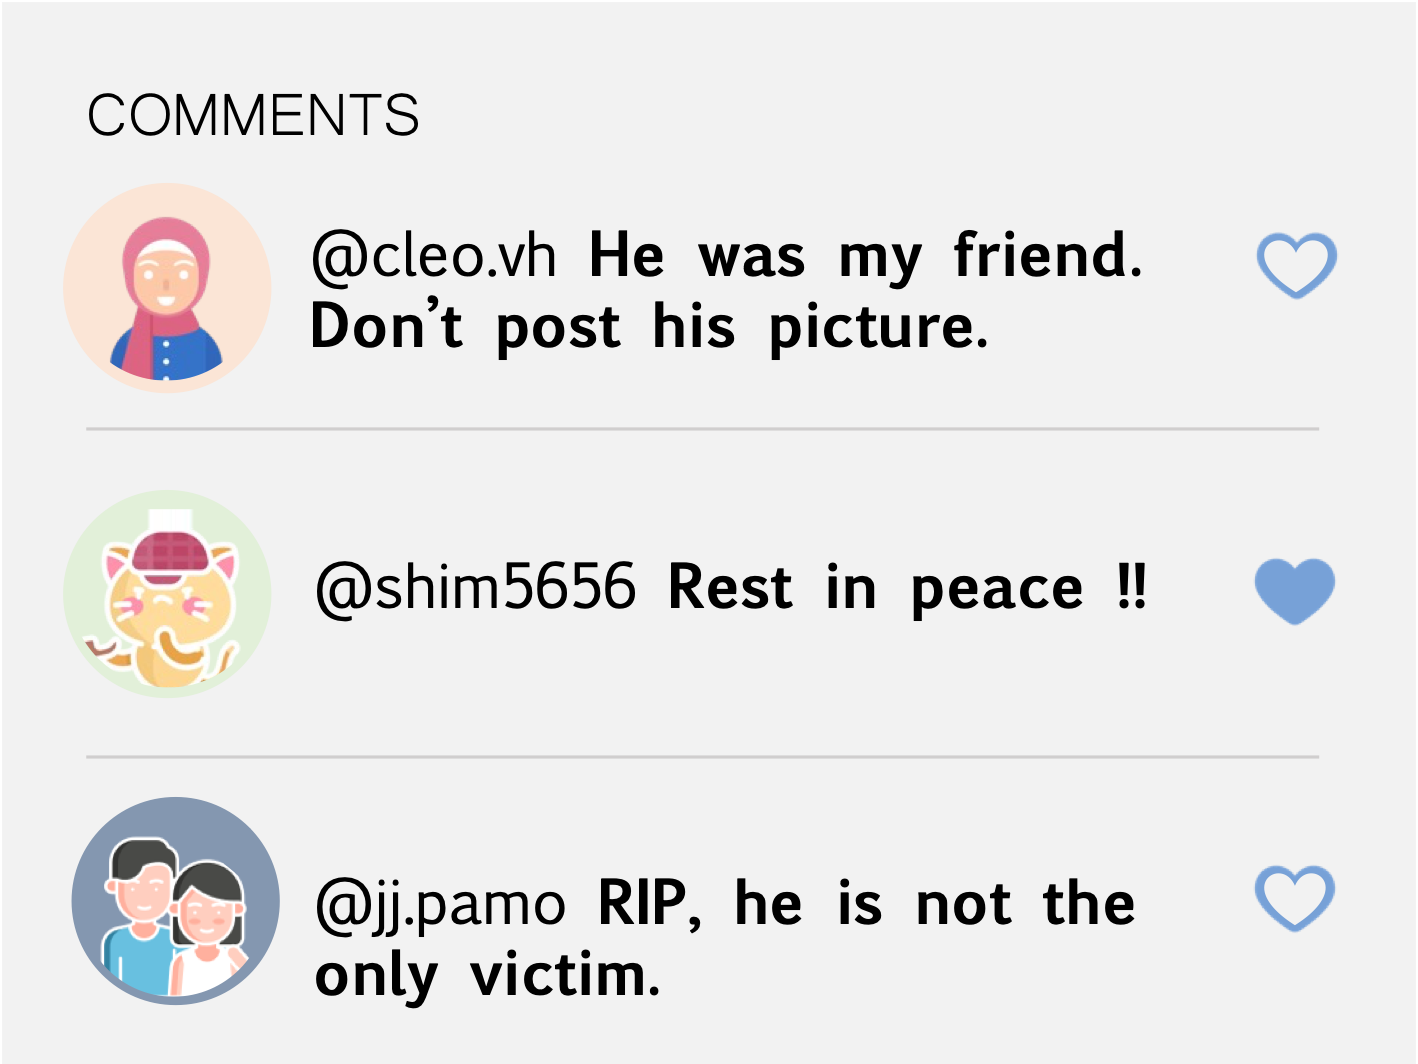 COMMENTS
@cleo.vh He was my friend.
Don’t post his picture.
@shim5656 Rest in peace !!
@jj.pamo RIP, he is not the
only victim.